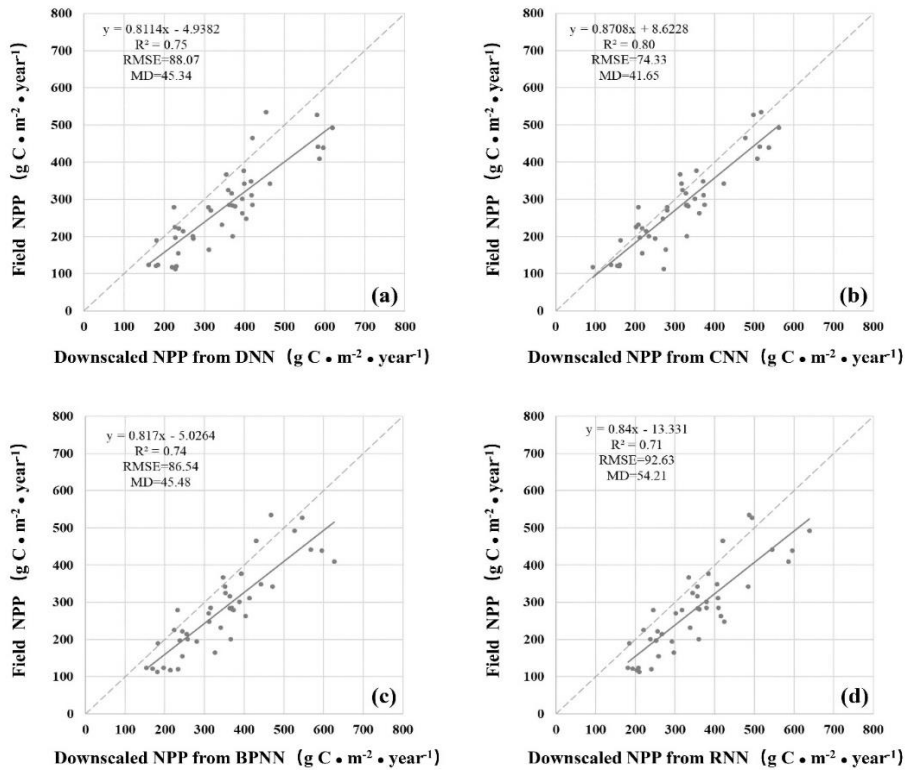 y = 0.8114x - 4.9382
R² = 0.75
RMSE=88.07
MD=45.34
800
700
600
500
400
300
200
100
0
Field NPP (g C • m⁻² • year⁻¹)
(a)
0 100 200 300 400 500 600 700 800
Downscaled NPP from DNN (g C • m⁻² • year⁻¹)
y = 0.8708x + 8.6228
R² = 0.80
RMSE=74.33
MD=41.65
800
700
600
500
400
300
200
100
0
Field NPP (g C • m⁻² • year⁻¹)
(b)
0 100 200 300 400 500 600 700 800
Downscaled NPP from CNN (g C • m⁻² • year⁻¹)
y = 0.817x - 5.0264
R² = 0.74
RMSE=86.54
MD=45.48
800
700
600
500
400
300
200
100
0
Field NPP (g C • m⁻² • year⁻¹)
(c)
0 100 200 300 400 500 600 700 800
Downscaled NPP from BPNN (g C • m⁻² • year⁻¹)
y = 0.84x - 13.331
R² = 0.71
RMSE=92.63
MD=54.21
800
700
600
500
400
300
200
100
0
Field NPP (g C • m⁻² • year⁻¹)
(d)
0 100 200 300 400 500 600 700 800
Downscaled NPP from RNN (g C • m⁻² • year⁻¹)